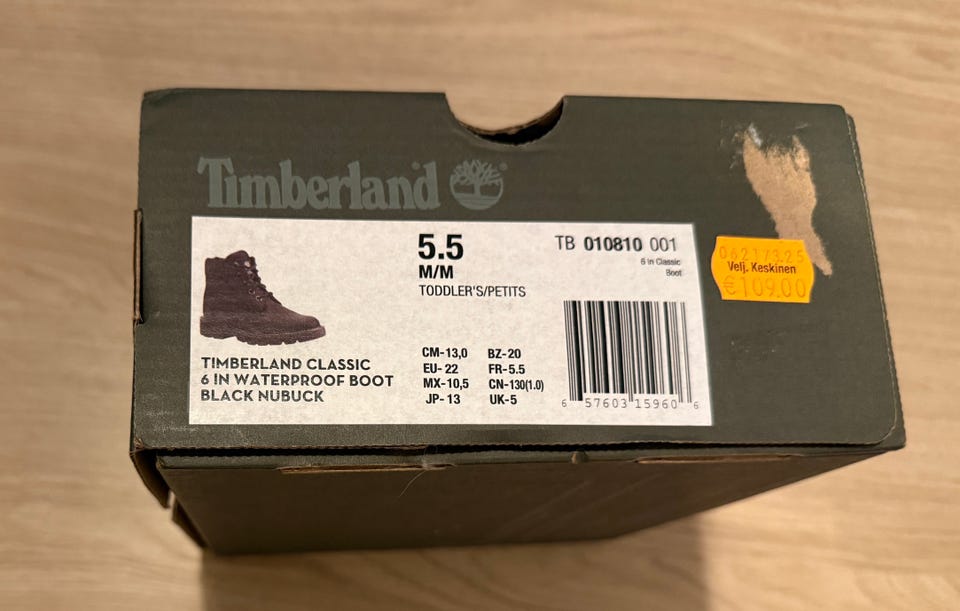 Timberland ®
5.5
M/M
TODDLER'S/PETITS
TB 010810 001
6 in Classic
Boot
TIMBERLAND CLASSIC
6 IN WATERPROOF BOOT
BLACK NUBUCK
CM-13,0 BZ-20
EU- 22 FR-5.5
MX-10,5 CN-130(1.0)
JP- 13 UK-5
6 57603 15960 6
062173.25
Velj. Keskinen
€109.00